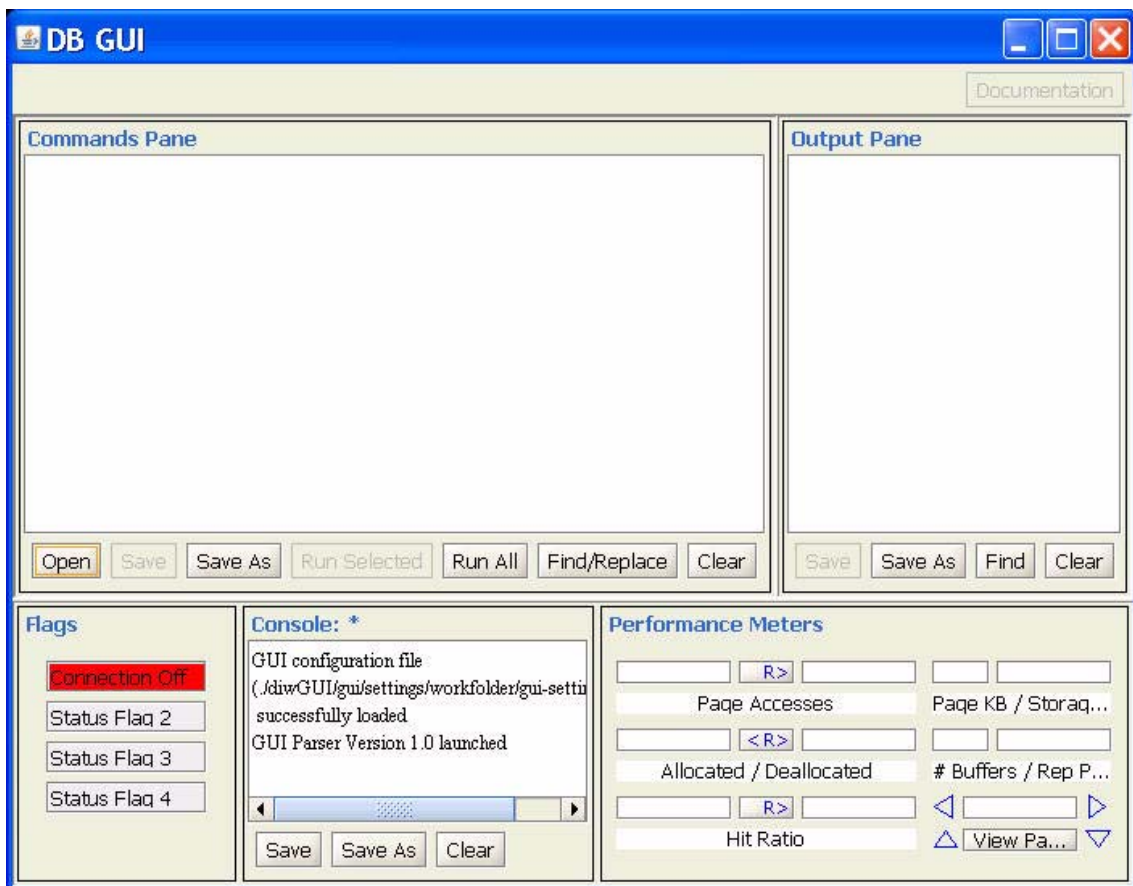 DB GUI
Documentation
Commands Pane
Output Pane
Open Save Save As Run Selected Run All Find/Replace Clear
Save Save As Find Clear
Flags
Connection Off
Status Flag 2
Status Flag 3
Status Flag 4
Console: *
GUI configuration file
(./diwGUI/gui/settings/workfolder/gui-settin
successfully loaded
GUI Parser Version 1.0 launched
Save Save As Clear
Performance Meters
R>
Page Accesses
Page KB / Storag...
<R>
Allocated / Deallocated
# Buffers / Rep P...
R>
Hit Ratio
View Pa...